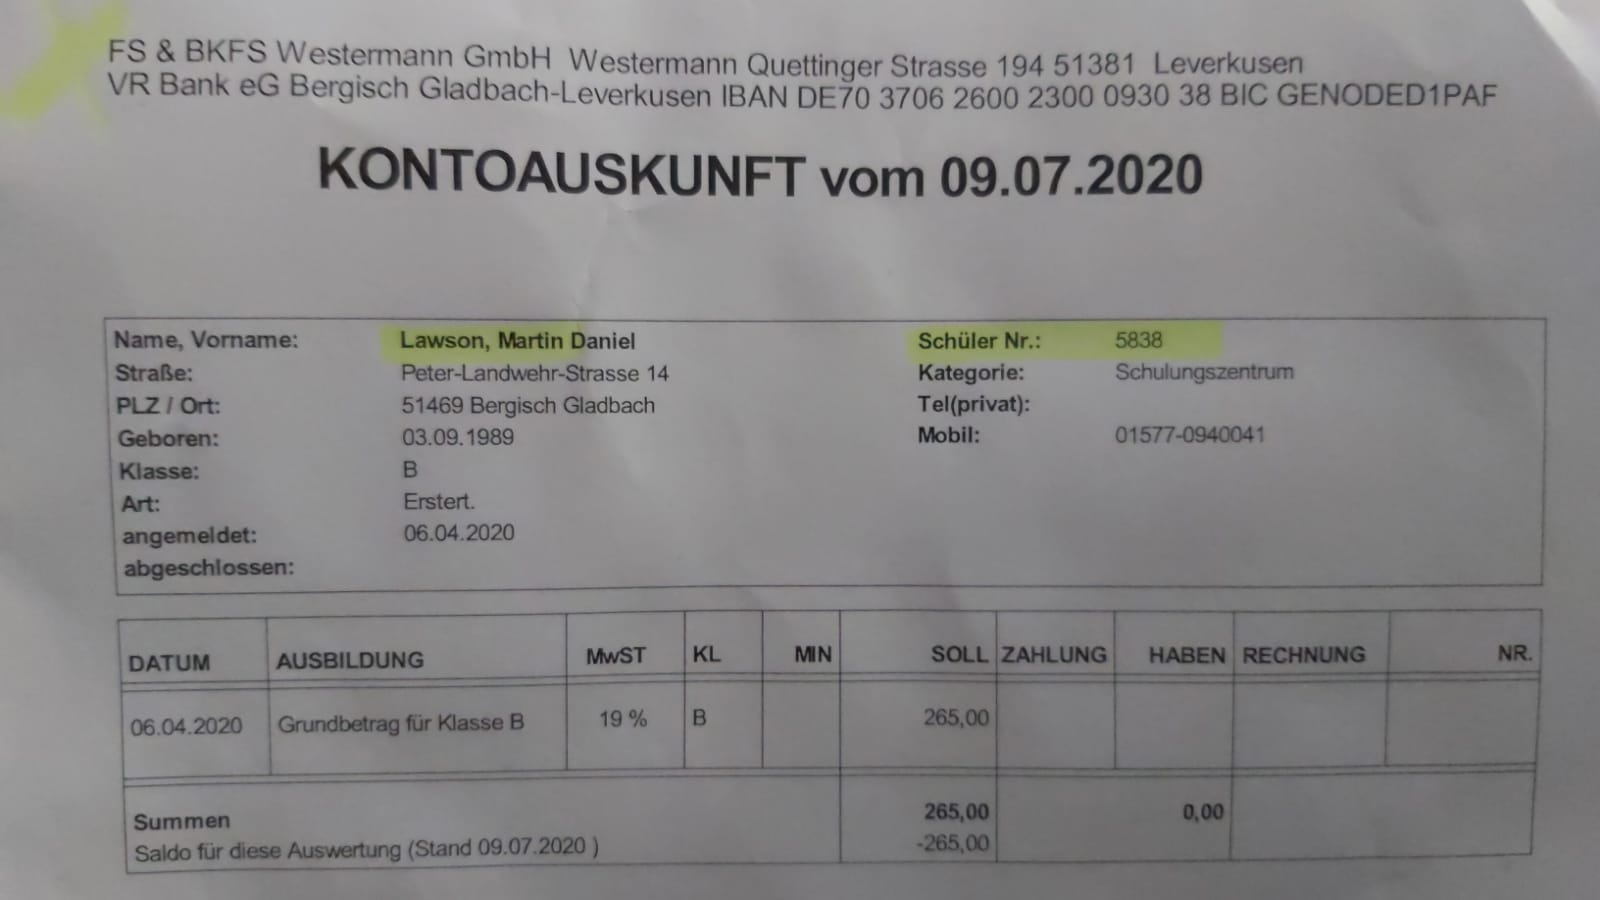 FS & BKFS Westermann GmbH Westermann Quettinger Strasse 194 51381 Leverkusen
VR Bank eG Bergisch Gladbach-Leverkusen IBAN DE70 3706 2600 2300 0930 38 BIC GENODED1PAF
KONTOAUSKUNFT vom 09.07.2020
Name, Vorname: Lawson, Martin Daniel Schüler Nr.: 5838
Straße: Peter-Landwehr-Strasse 14 Kategorie: Schulungszentrum
PLZ / Ort: 51469 Bergisch Gladbach Tel(privat):
Geboren: 03.09.1989 Mobil: 01577-0940041
Klasse: B
Art: Erstert.
angemeldet: 06.04.2020
abgeschlossen:
DATUM AUSBILDUNG MwST KL MIN SOLL ZAHLUNG HABEN RECHNUNG NR.
06.04.2020 Grundbetrag für Klasse B 19 % B 265,00
Summen 265,00 0,00
Saldo für diese Auswertung (Stand 09.07.2020 ) -265,00